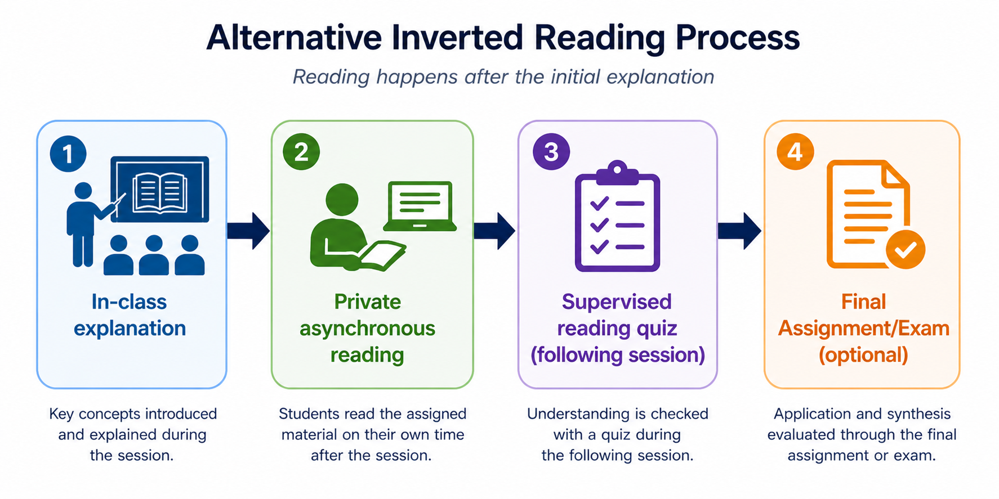 Alternative Inverted Reading Process
Reading happens after the initial explanation
1
In-class
explanation
Key concepts introduced
and explained during
the session.
2
Private
asynchronous
reading
Students read the assigned
material on their own time
after the session.
3
Supervised
reading quiz
(following session)
Understanding is checked
with a quiz during
the following session.
4
Final
Assignment/Exam
(optional)
Application and synthesis
evaluated through the final
assignment or exam.